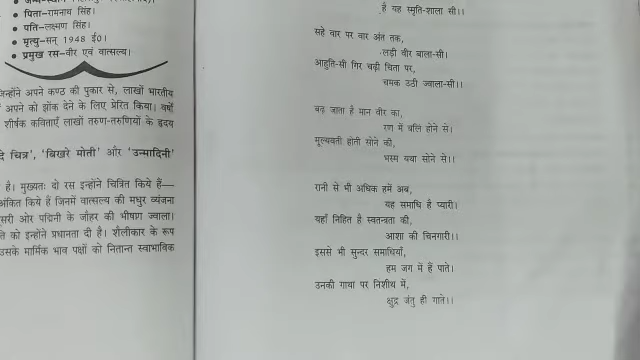 • पिता-रामनाथ सिंह।
• पति-लक्ष्मण सिंह।
• मृत्यु-सन् 1948 ई०।
• प्रमुख रस-वीर एवं वात्सल्य।
जिन्होंने अपने कण्ठ की पुकार से, लाखों भारतीय
अपने को झोंक देने के लिए प्रेरित किया। वर्षों
शीर्षक कविताएँ लाखों तरुण-तरुणियों के हृदय
चित्र', 'बिखरे मोती' और 'उन्मादिनी'
है। मुख्यतः दो रस इन्होंने चित्रित किये हैं—
अंकित किये हैं जिनमें वात्सल्य की मधुर व्यंजना
दूसरी ओर पद्मिनी के जौहर की भीषण ज्वाला।
को इन्होंने प्रधानता दी है। शैलीकार के रूप
उसके मार्मिक भाव पक्षों को नितान्त स्वाभाविक
है यह स्मृति-शाला सी।।
सहे वार पर वार अंत तक,
लड़ी वीर बाला-सी।
आहुति-सी गिर चढ़ी चिता पर,
चमक उठी ज्वाला-सी।।
बढ़ जाता है मान वीर का,
रण में बलि होने से।
मूल्यवती होती सोने की,
भस्म यथा सोने से।।
रानी से भी अधिक हमें अब,
यह समाधि है प्यारी।
यहाँ निहित है स्वतन्त्रता की,
आशा की चिनगारी।।
इससे भी सुन्दर समाधियाँ,
हम जग में हैं पाते।
उनकी गाथा पर निशीथ में,
क्षुद्र जंतु ही गाते।।